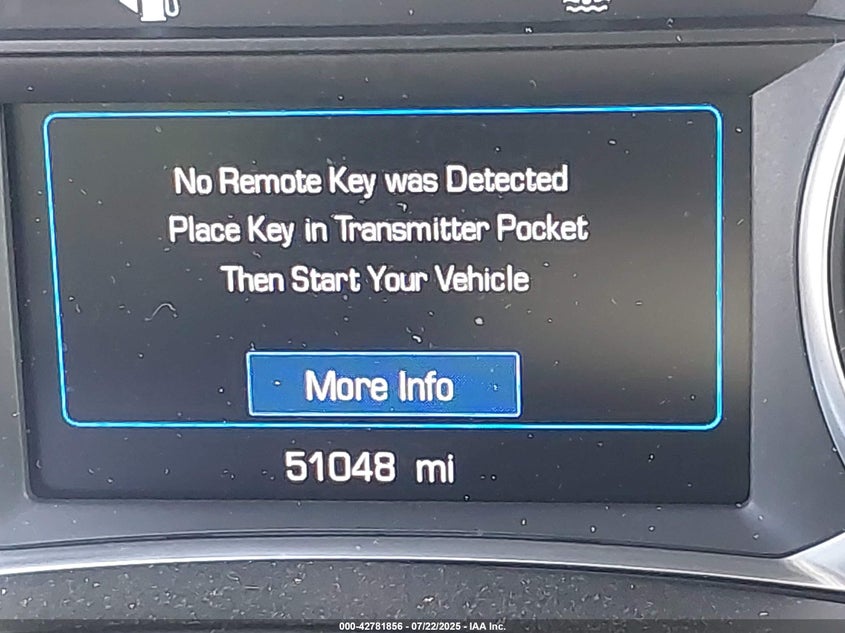 No Remote Key was Detected
Place Key in Transmitter Pocket
Then Start Your Vehicle
More Info
51048 mi
000-42781856 - 07/22/2025 - IAA Inc.